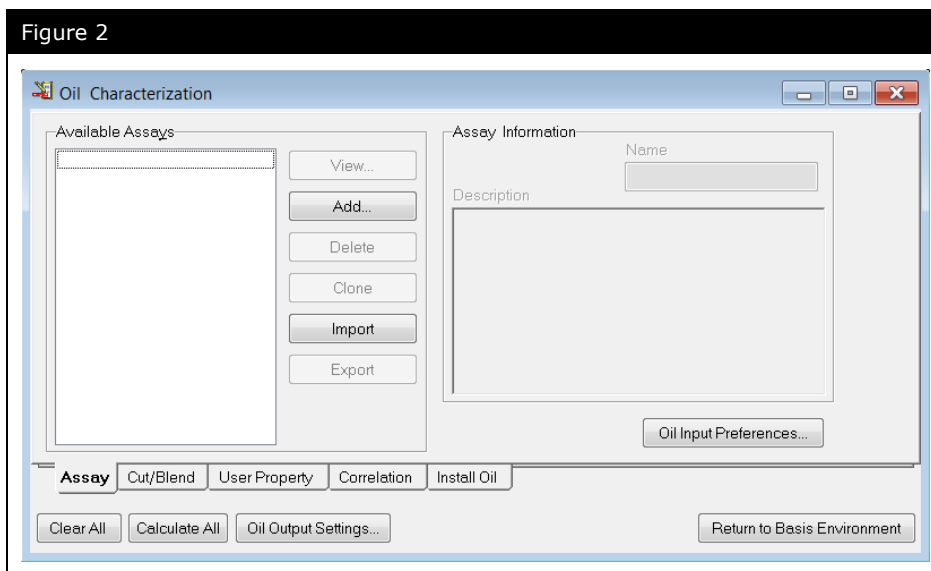 Figure 2
Oil Characterization
Available Assays
View...
Add...
Delete
Clone
Import
Export
Assay Information
Name
Description
Oil Input Preferences...
Assay Cut/Blend User Property Correlation Install Oil
Clear All Calculate All Oil Output Settings... Return to Basis Environment